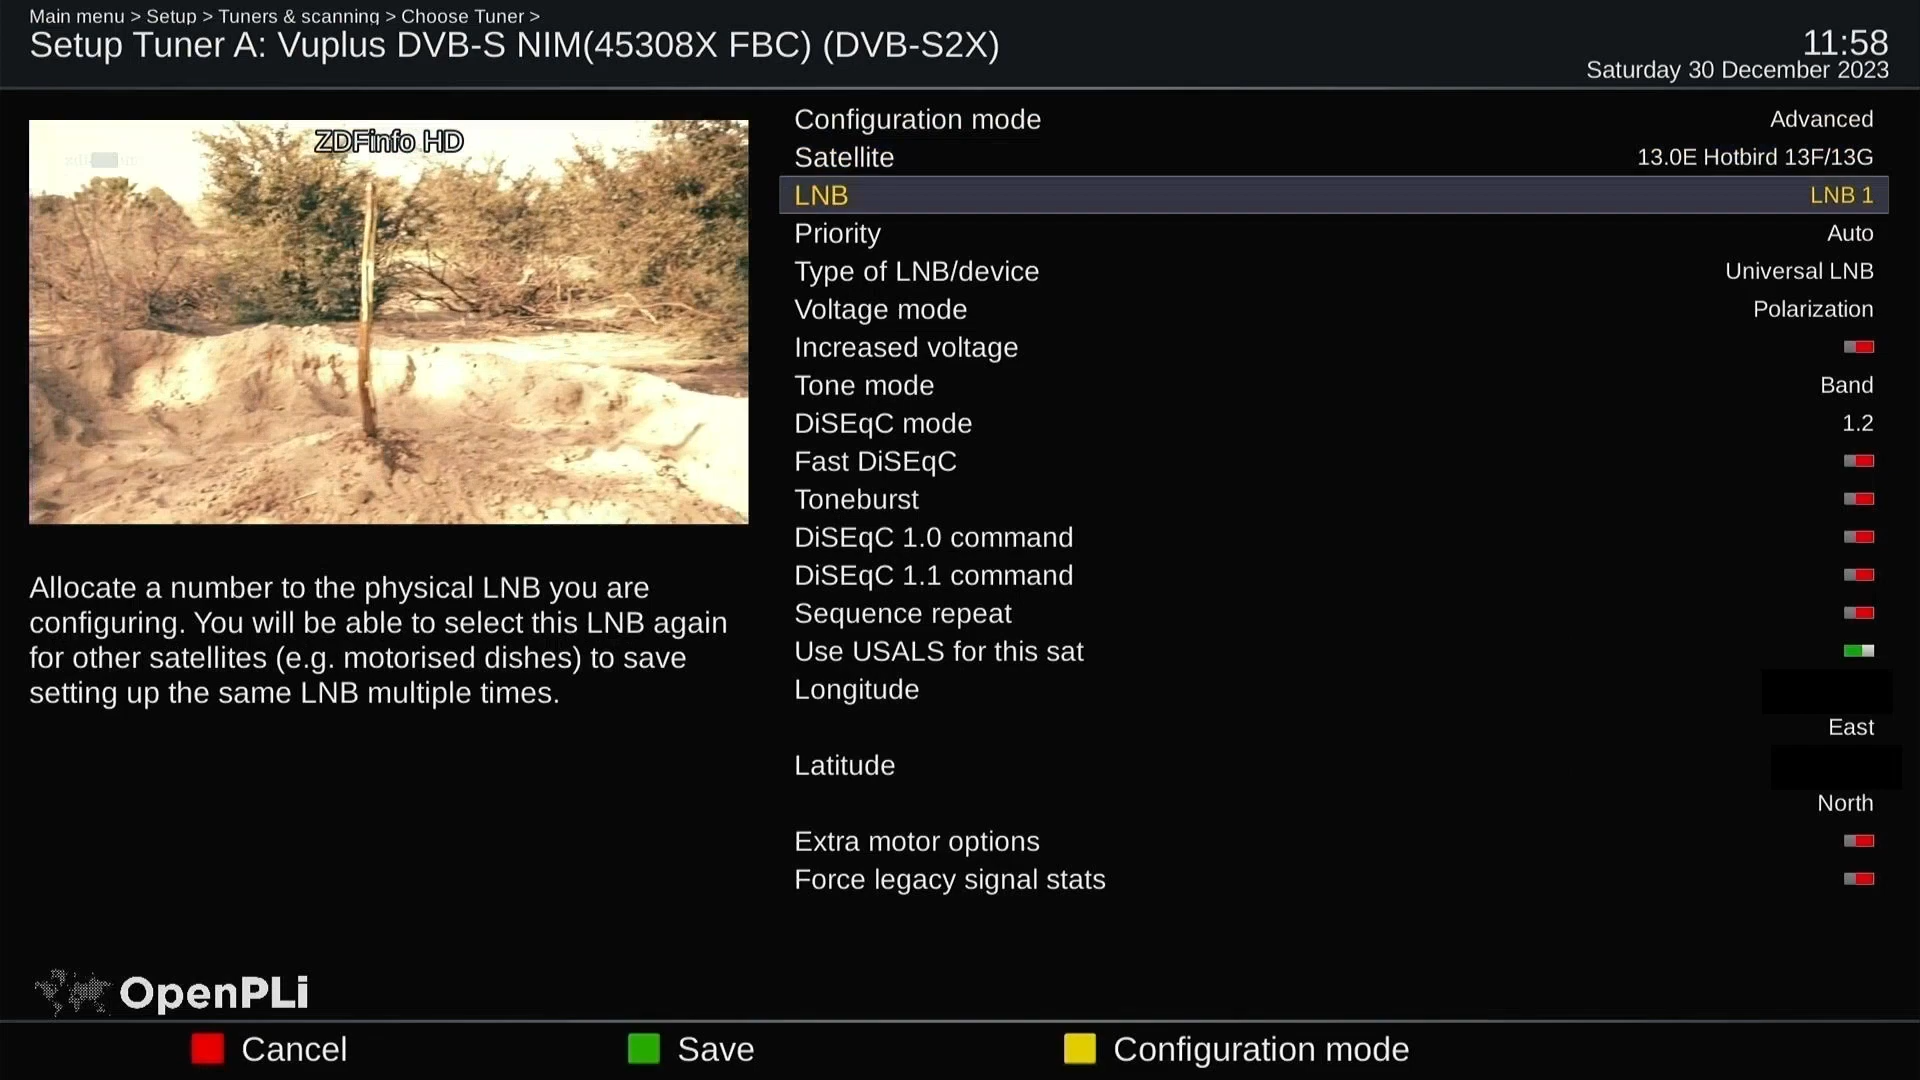 Main menu > Setup > Tuners & scanning > Choose Tuner >
Setup Tuner A: Vuplus DVB-S NIM(45308X FBC) (DVB-S2X)
11:58
Saturday 30 December 2023
ZDFinfo HD
Allocate a number to the physical LNB you are
configuring. You will be able to select this LNB again
for other satellites (e.g. motorised dishes) to save
setting up the same LNB multiple times.
Configuration mode Advanced
Satellite 13.0E Hotbird 13F/13G
LNB LNB 1
Priority Auto
Type of LNB/device Universal LNB
Voltage mode Polarization
Increased voltage
Tone mode Band
DiSEqC mode 1.2
Fast DiSEqC
Toneburst
DiSEqC 1.0 command
DiSEqC 1.1 command
Sequence repeat
Use USALS for this sat
Longitude
East
Latitude
North
Extra motor options
Force legacy signal stats
OpenPLi
Cancel Save Configuration mode